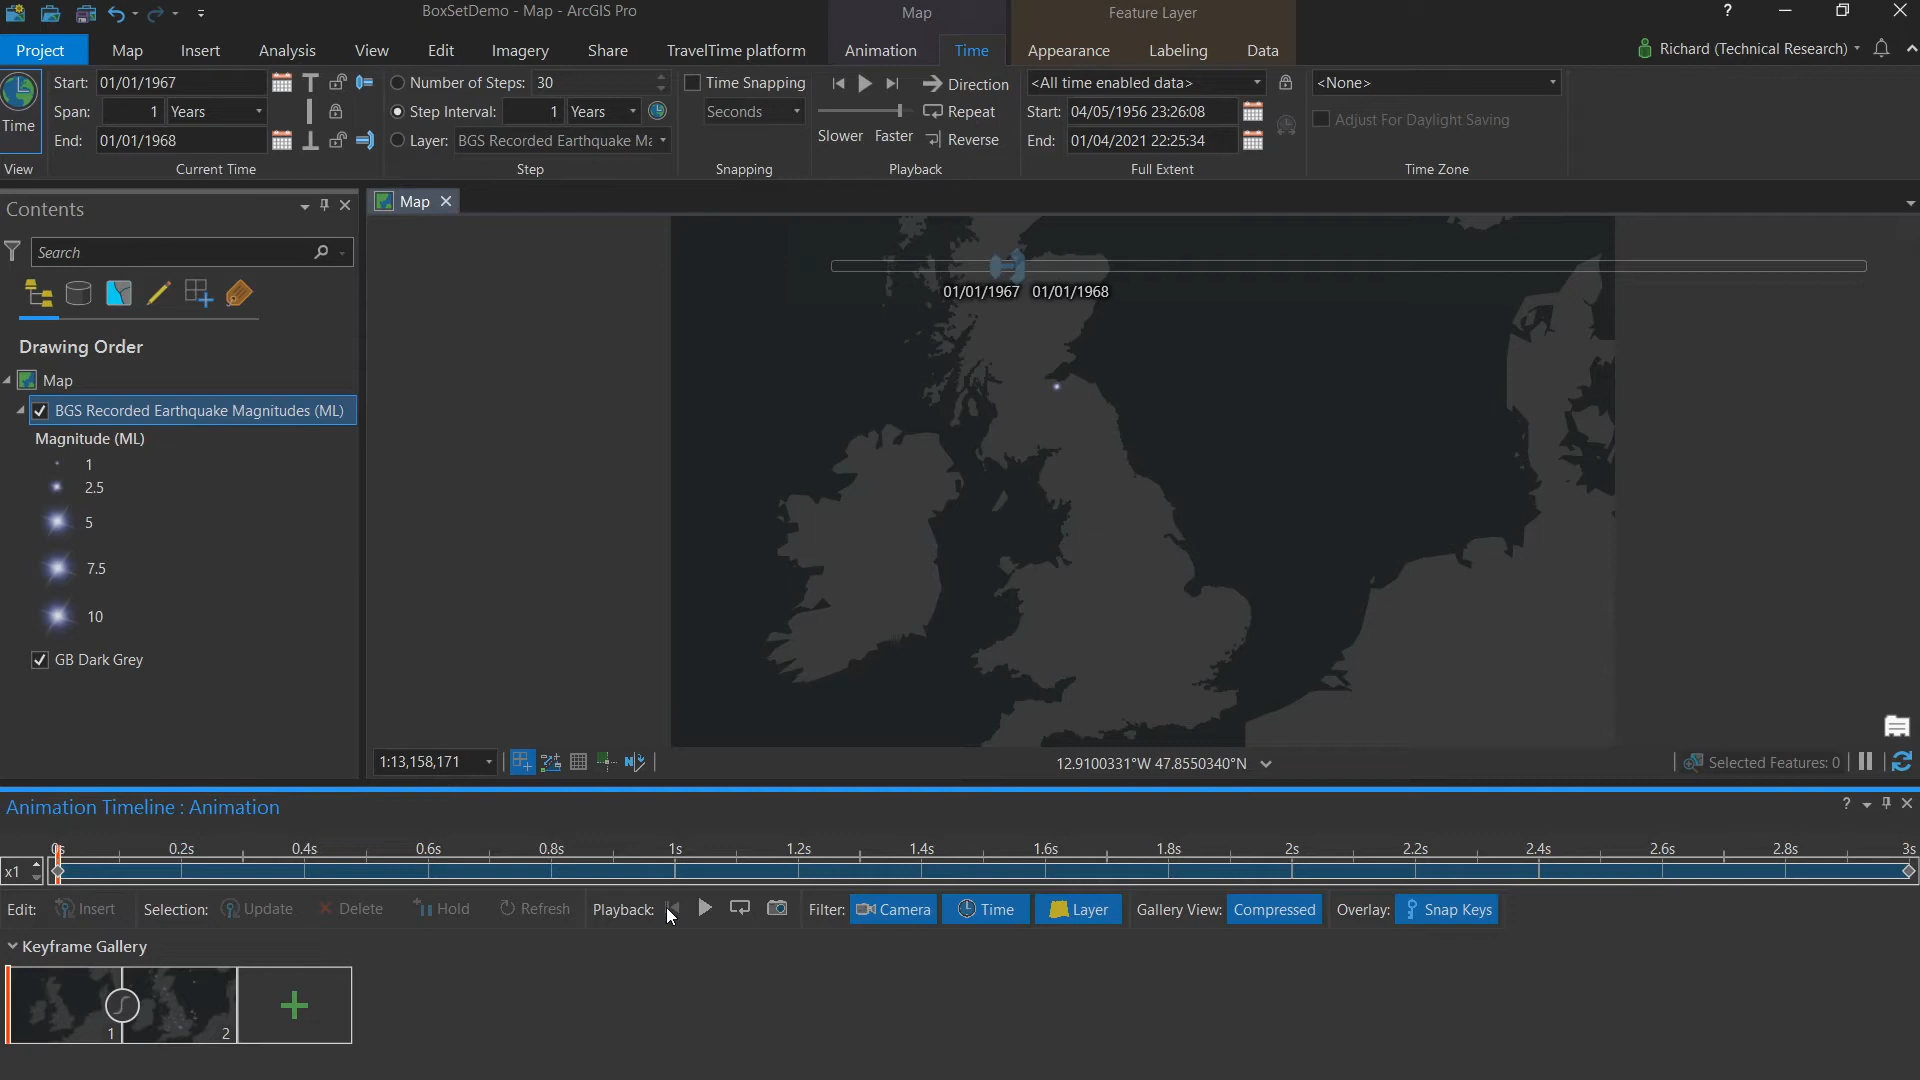 BoxSetDemo - Map - ArcGIS Pro
Map
Feature Layer
?
Project
Map
Insert
Analysis
View
Edit
Imagery
Share
TravelTime platform
Animation
Time
Appearance
Labeling
Data
Richard (Technical Research)
Time
View
Start: 01/01/1967
Span: 1 Years
End: 01/01/1968
Current Time
Number of Steps: 30
Step Interval: 1 Years
Layer: BGS Recorded Earthquake Ma
Step
Time Snapping
Seconds
Snapping
Slower Faster
Direction
Repeat
Reverse
Playback
<All time enabled data>
Start: 04/05/1956 23:26:08
End: 01/04/2021 22:25:34
Full Extent
<None>
Adjust For Daylight Saving
Time Zone
Contents
Search
Drawing Order
Map
BGS Recorded Earthquake Magnitudes (ML)
Magnitude (ML)
1
2.5
5
7.5
10
GB Dark Grey
Map
01/01/1967 01/01/1968
1:13,158,171
12.9100331°W 47.8550340°N
Selected Features: 0
Animation Timeline : Animation
?
0s 0.2s 0.4s 0.6s 0.8s 1s 1.2s 1.4s 1.6s 1.8s 2s 2.2s 2.4s 2.6s 2.8s 3s
x1
Edit: Insert Selection: Update Delete Hold Refresh Playback: Filter: Camera Time Layer Gallery View: Compressed Overlay: Snap Keys
Keyframe Gallery
1
2